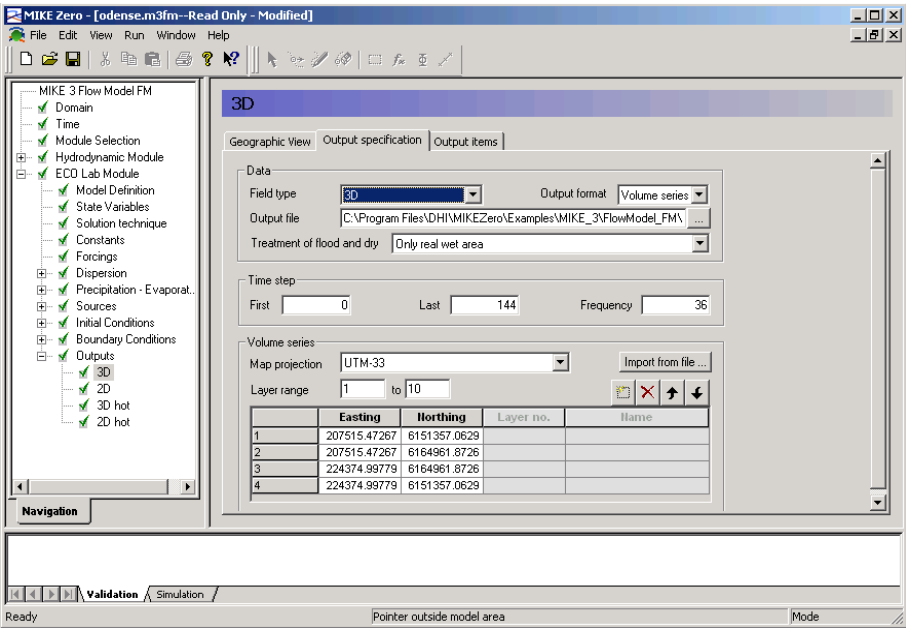 MIKE Zero - [odense.m3fm--Read Only - Modified]
File Edit View Run Window Help
MIKE 3 Flow Model FM
Domain
Time
Module Selection
Hydrodynamic Module
ECO Lab Module
Model Definition
State Variables
Solution technique
Constants
Forcings
Dispersion
Precipitation - Evaporat..
Sources
Initial Conditions
Boundary Conditions
Outputs
3D
2D
3D hot
2D hot
Navigation
3D
Geographic View Output specification Output items
Data
Field type 3D Output format Volume series
Output file C:\Program Files\DHI\MIKEZero\Examples\MIKE_3\FlowModel_FM\ ...
Treatment of flood and dry Only real wet area
Time step
First 0 Last 144 Frequency 36
Volume series
Map projection UTM-33 Import from file ...
Layer range 1 to 10
Easting Northing Layer no. Name
1 207515.47267 6151357.0629
2 207515.47267 6164961.8726
3 224374.99779 6164961.8726
4 224374.99779 6151357.0629
Validation Simulation
Ready Pointer outside model area Mode